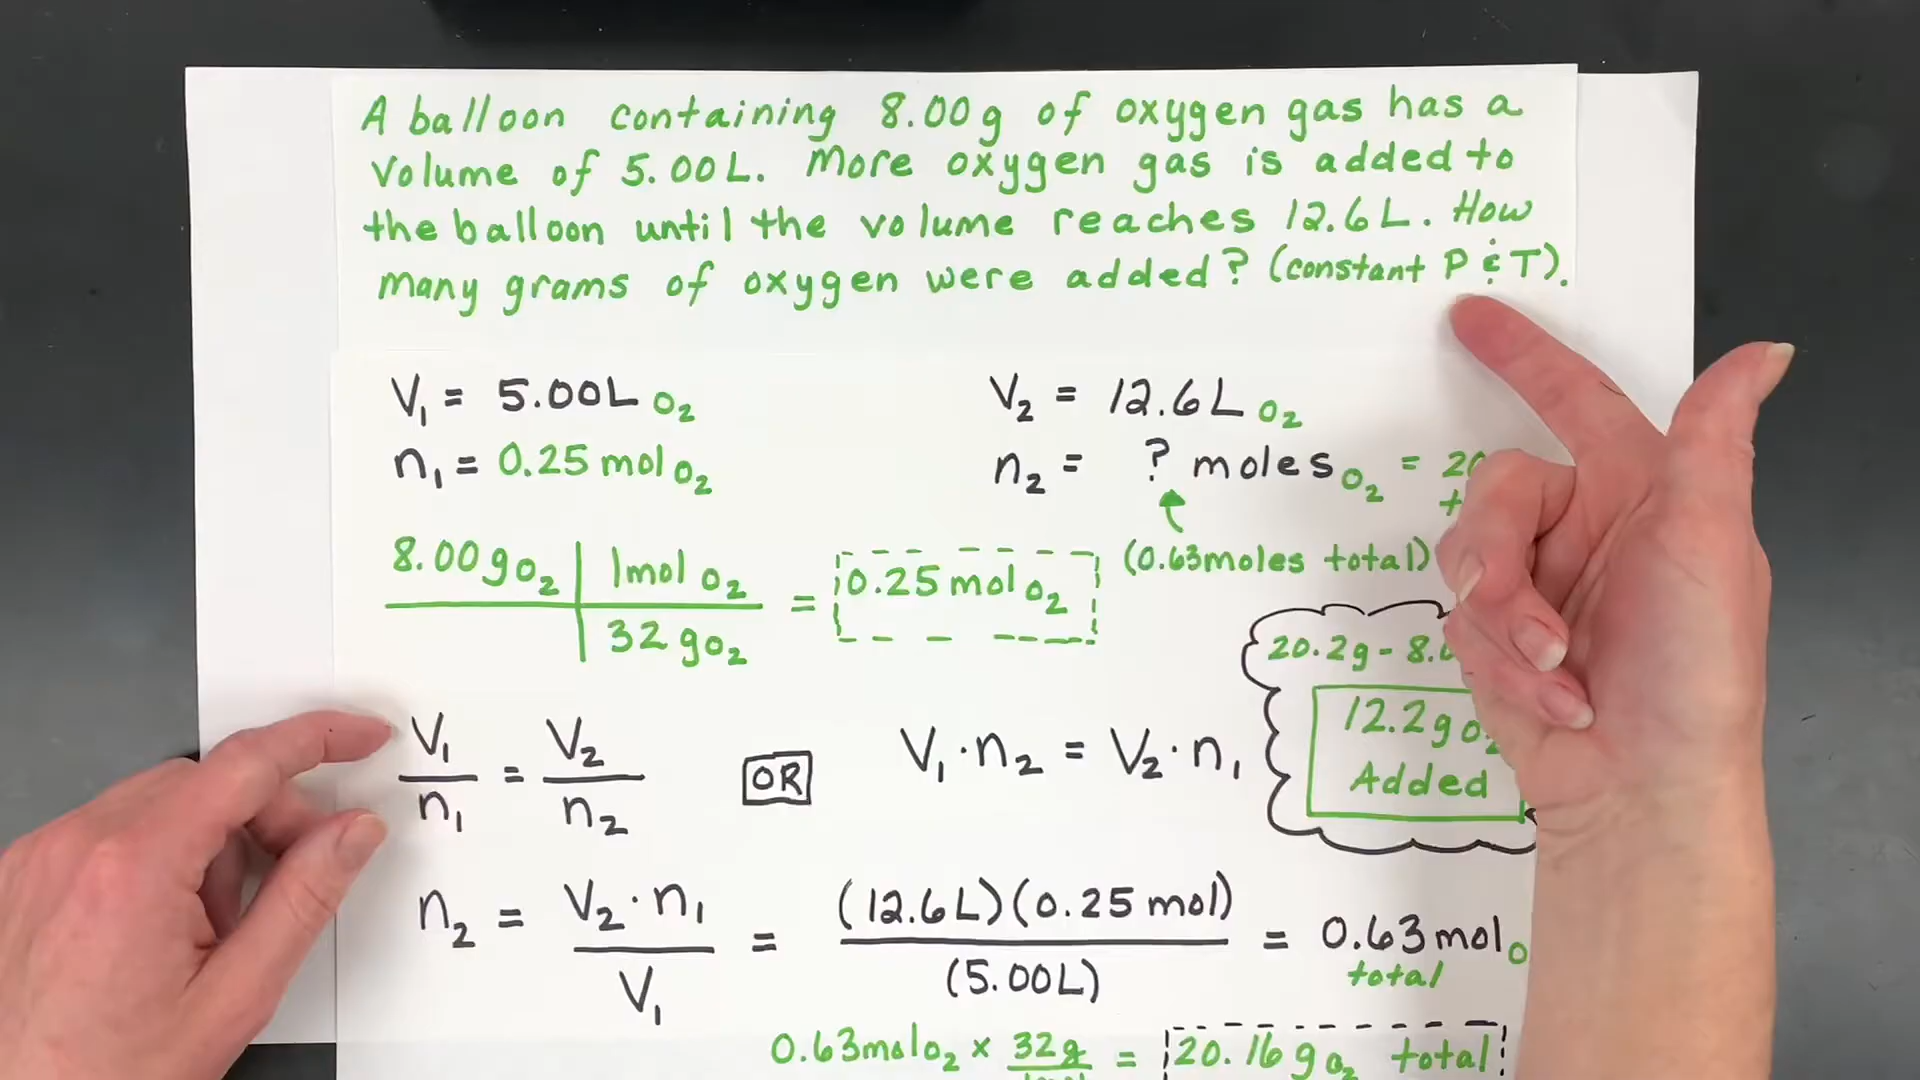 A balloon containing 8.00g of oxygen gas has a
volume of 5.00L. More oxygen gas is added to
the balloon until the volume reaches 12.6L. How
many grams of oxygen were added? (constant P & T).
V₁ = 5.00L O₂
V₂ = 12.6L O₂
n₁ = 0.25 mol O₂
n₂ = ? moles O₂ = 20
(0.63moles total)
8.00g O₂ | 1mol O₂
32 g O₂
= 0.25 mol O₂
20.2g - 8.0
12.2g O₂
Added
V₁/n₁ = V₂/n₂
OR
V₁·n₂ = V₂·n₁
n₂ = V₂·n₁/V₁ = (12.6L)(0.25 mol)/(5.00L) = 0.63mol O
total
0.63mol O₂ x 32g = 20.16g O₂ total